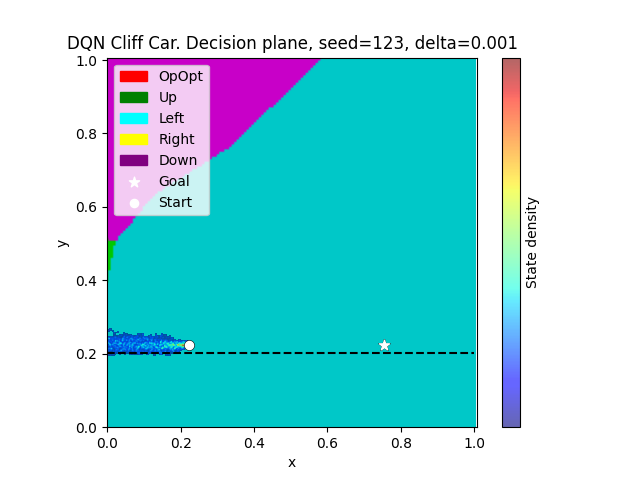 DQN Cliff Car. Decision plane, seed=123, delta=0.001
1.0
0.8
0.6
0.4
0.2
0.0
y
OpOpt
Up
Left
Right
Down
Goal
Start
0.0 0.2 0.4 0.6 0.8 1.0
x
State density